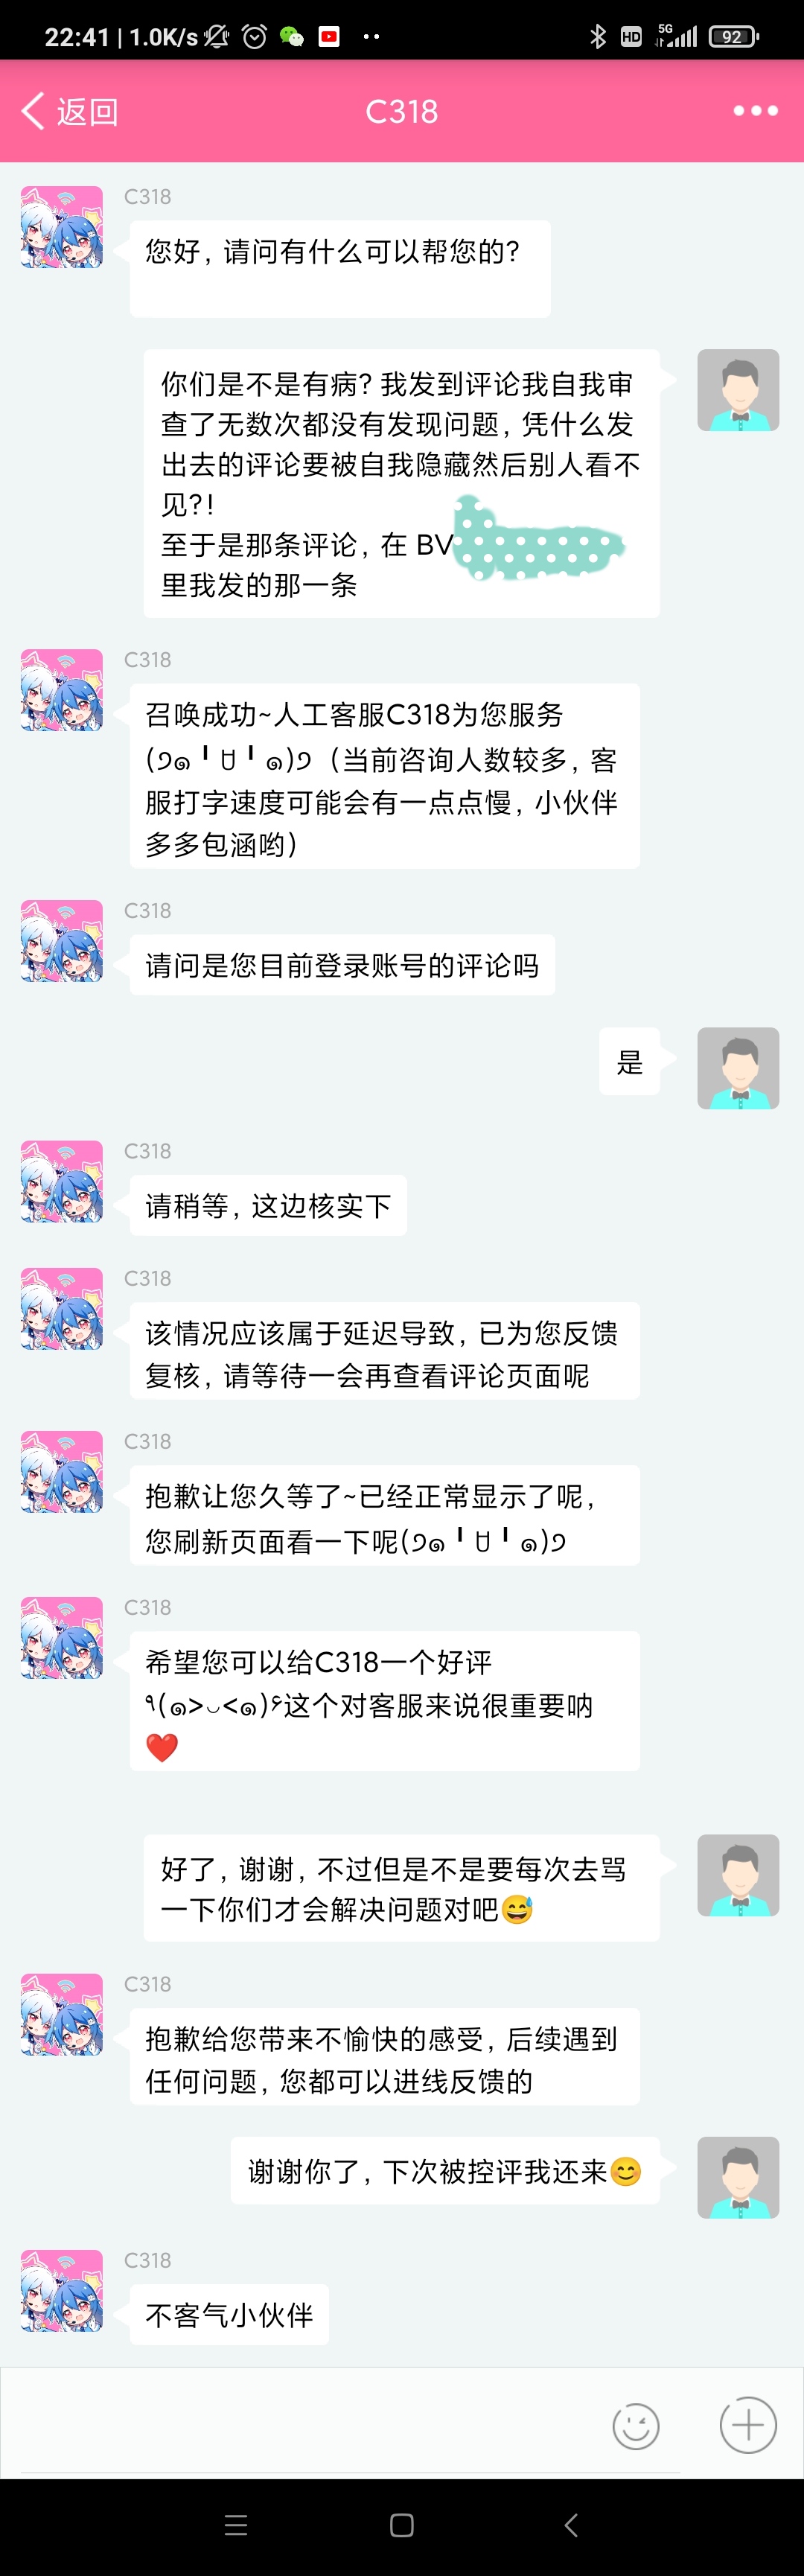 22:41 | 1.0K/s
HD
5G
92
返回
C318
C318
您好，请问有什么可以帮您的？
你们是不是有病？我发到评论我自我审
查了无数次都没有发现问题，凭什么发
出去的评论要被自我隐藏然后别人看不
见?!
至于是那条评论，在 BV
里我发的那一条
C318
召唤成功~人工客服C318为您服务
(੭๑╹ꇴ╹๑)੭（当前咨询人数较多，客
服打字速度可能会有一点点慢，小伙伴
多多包涵哟）
C318
请问是您目前登录账号的评论吗
是
C318
请稍等，这边核实下
C318
该情况应该属于延迟导致，已为您反馈
复核，请等待一会再查看评论页面呢
C318
抱歉让您久等了~已经正常显示了呢，
您刷新页面看一下呢(੭๑╹ꇴ╹๑)੭
C318
希望您可以给C318一个好评
٩(๑>◡<๑)۶这个对客服来说很重要呐
❤️
好了，谢谢，不过但是不是要每次去骂
一下你们才会解决问题对吧😅
C318
抱歉给您带来不愉快的感受，后续遇到
任何问题，您都可以进线反馈的
谢谢你了，下次被控评我还来😊
C318
不客气小伙伴